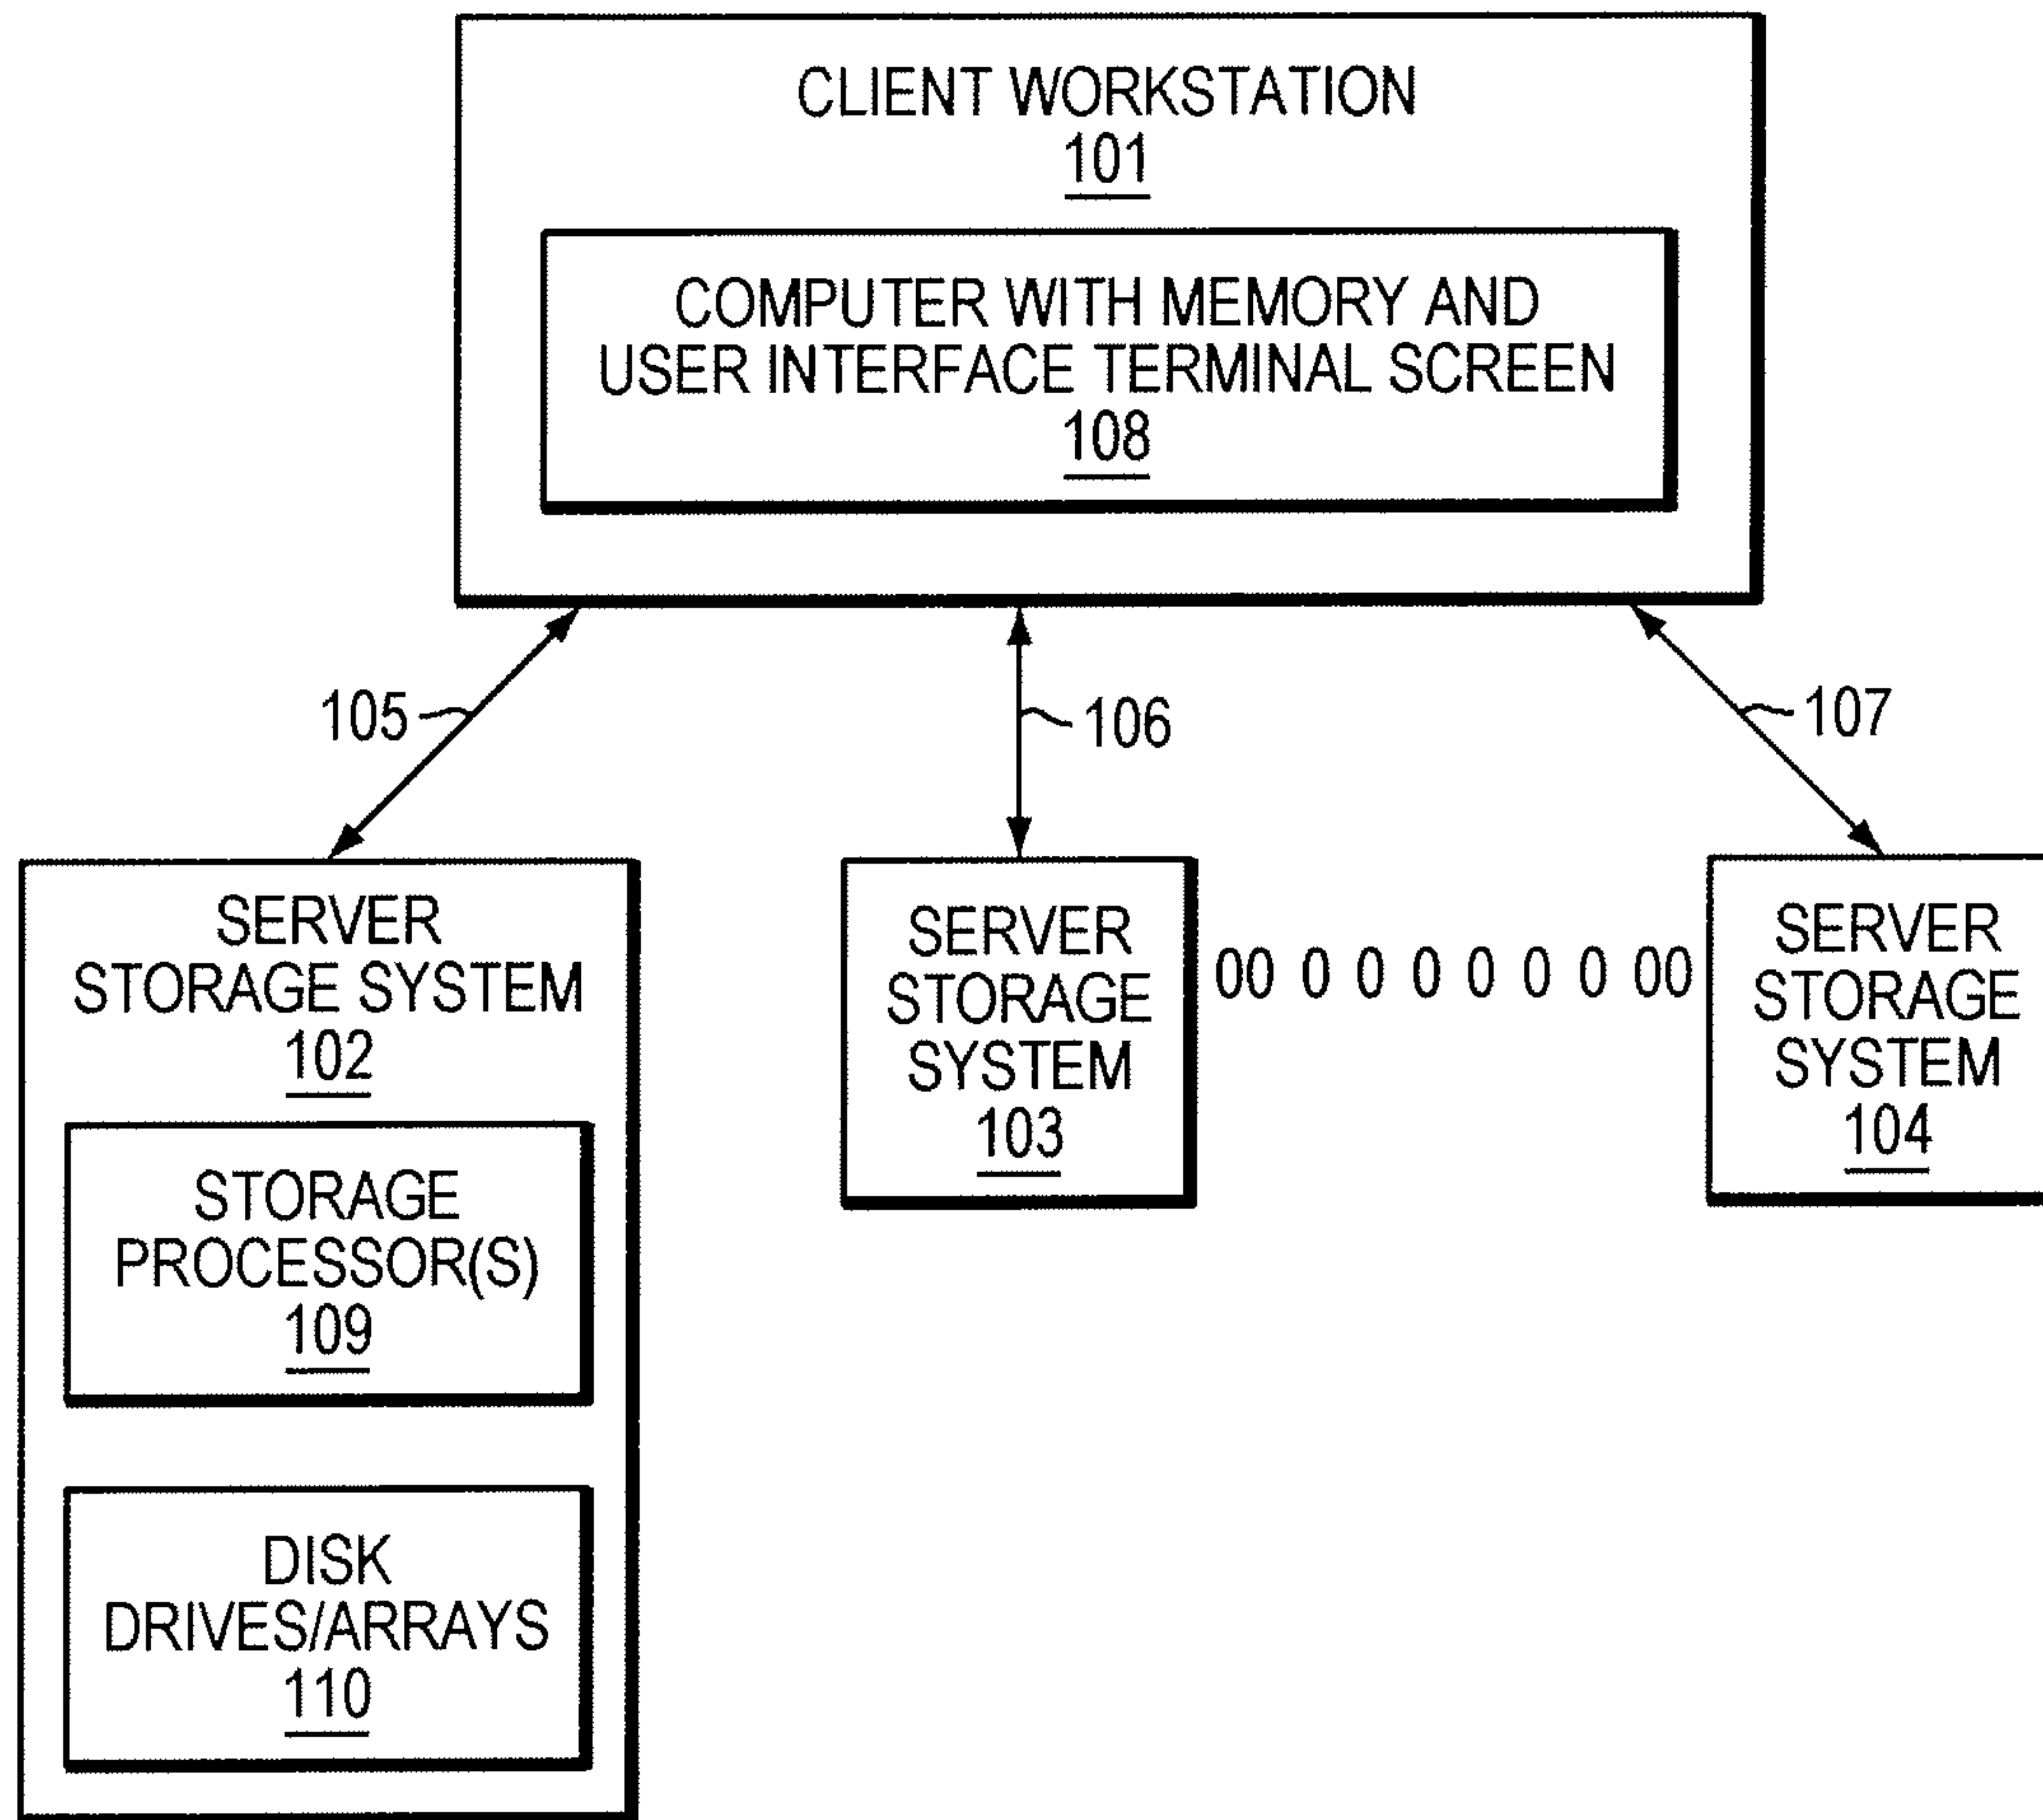 CLIENT WORKSTATION
101
COMPUTER WITH MEMORY AND
USER INTERFACE TERMINAL SCREEN
108
105
106
107
SERVER
STORAGE SYSTEM
102
STORAGE
PROCESSOR(S)
109
DISK
DRIVES/ARRAYS
110
SERVER
STORAGE
SYSTEM
103
00 0 0 0 0 0 0 00
SERVER
STORAGE
SYSTEM
104